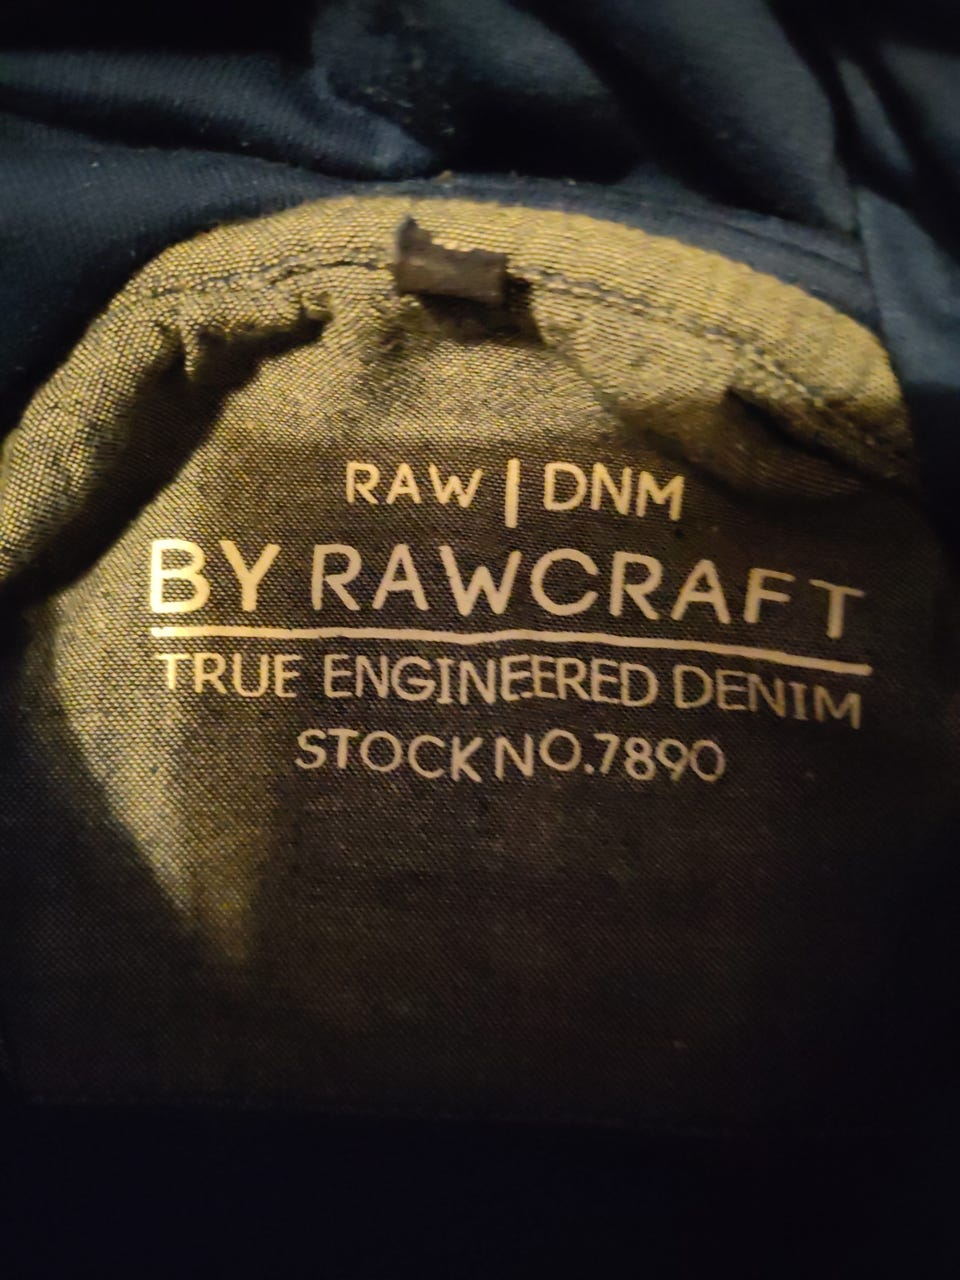 RAW | DNM
BY RAWCRAFT
TRUE ENGINEERED DENIM
STOCK NO.7890